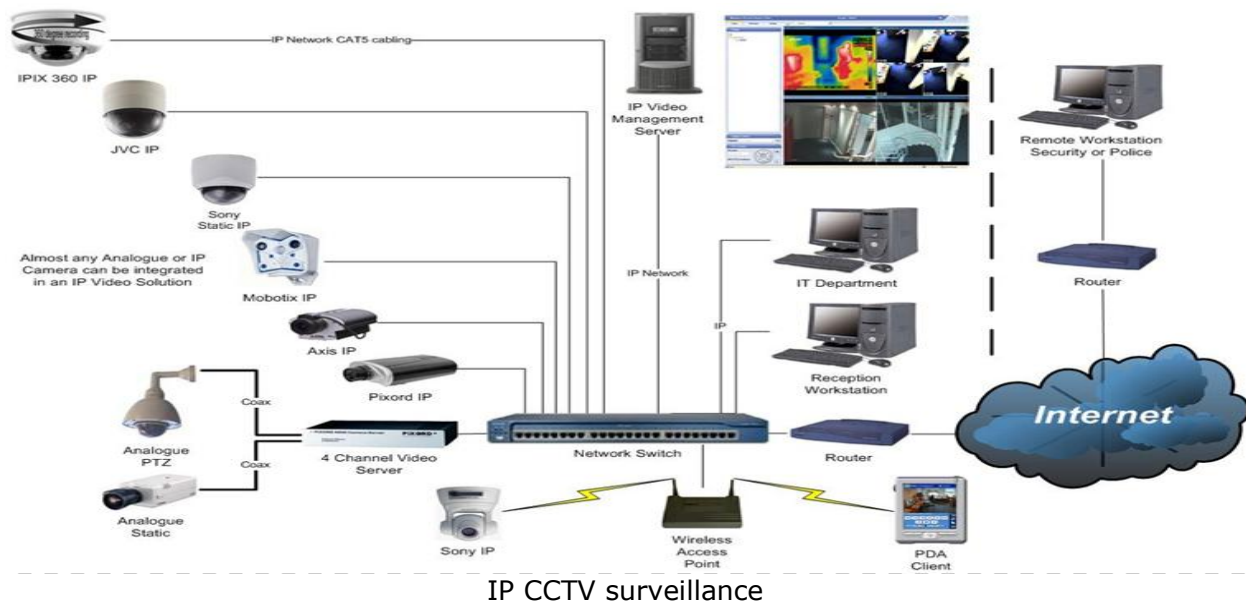 360 degree recording
IP Network CAT5 cabling
IPIX 360 IP
JVC IP
Sony
Static IP
Almost any Analogue or IP
Camera can be integrated
in an IP Video Solution
Mobotix IP
Axis IP
Pixord IP
Coax
Analogue
PTZ
Coax
Analogue
Static
4 Channel Video
Server
IP Video
Management
Server
IP Network
Network Switch
IP
IT Department
Reception
Workstation
Router
Remote Workstation
Security or Police
Router
Internet
Sony IP
Wireless
Access
Point
PDA
Client
IP CCTV surveillance